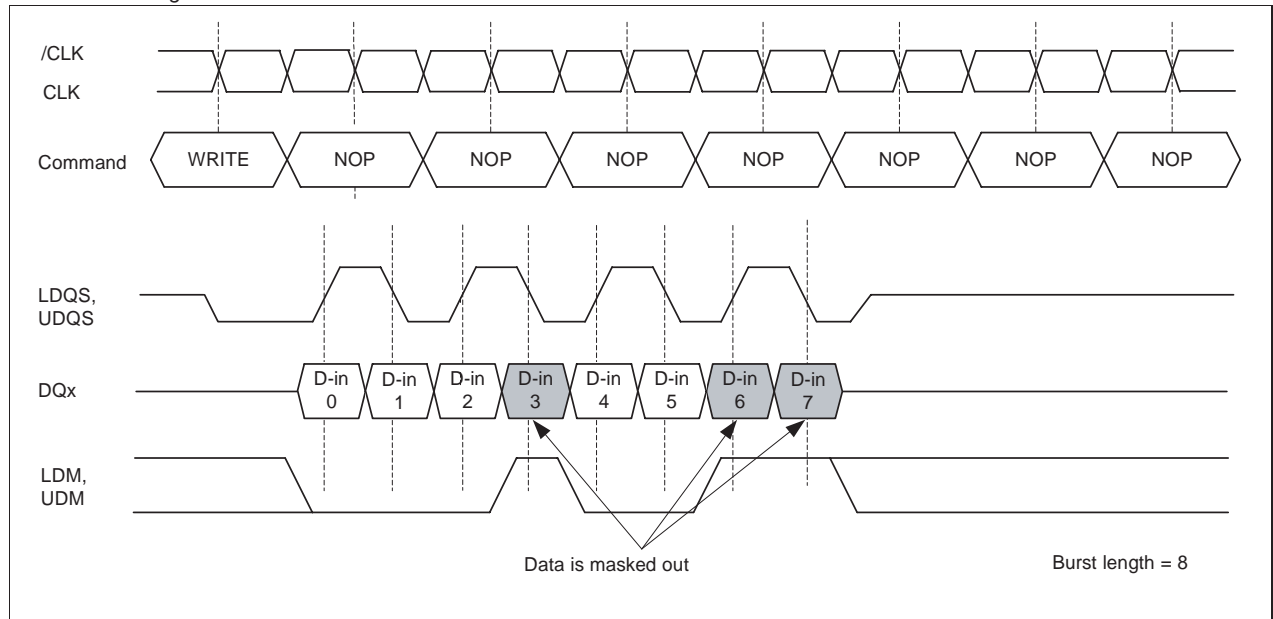 /CLK
CLK
Command WRITE NOP NOP NOP NOP NOP NOP NOP
LDQS,
UDQS
DQx
D-in D-in D-in D-in D-in D-in D-in D-in
0 1 2 3 4 5 6 7
LDM,
UDM
Data is masked out
Burst length = 8